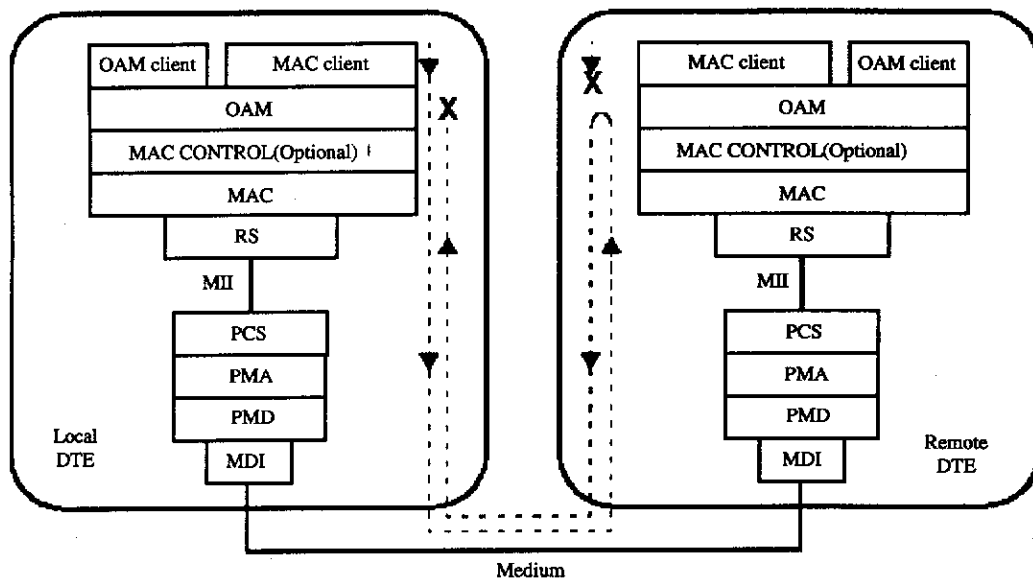 OAM client
MAC client
OAM
MAC CONTROL(Optional)
MAC
RS
MII
PCS
PMA
PMD
MDI
Local
DTE
X
X
MAC client
OAM client
OAM
MAC CONTROL(Optional)
MAC
RS
MII
PCS
PMA
PMD
MDI
Remote
DTE
Medium